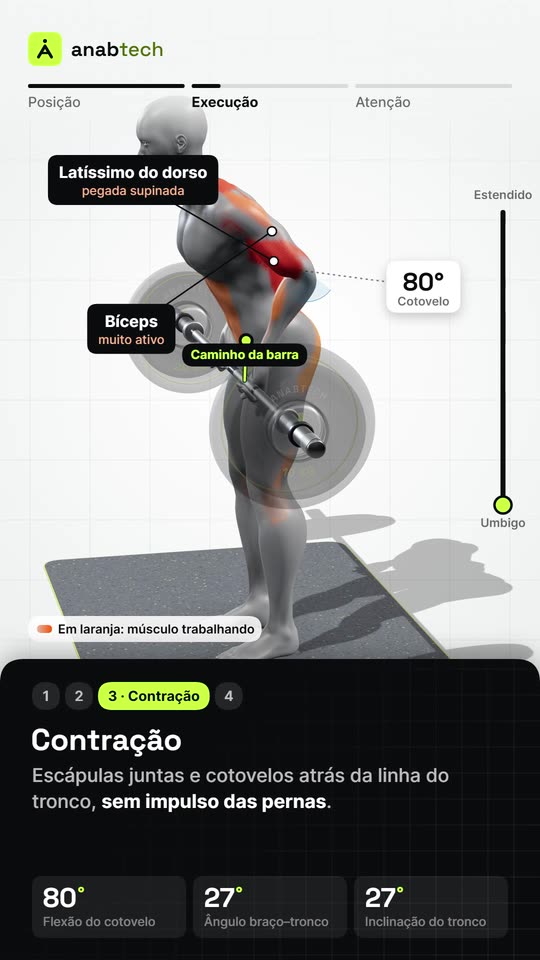 anabtech
Posição
Execução
Atenção
Latíssimo do dorso
pegada supinada
Estendido
80°
Cotovelo
Bíceps
muito ativo
Caminho da barra
ANABTECH
Umbigo
Em laranja: músculo trabalhando
1
2
3 · Contração
4
Contração
Escápulas juntas e cotovelos atrás da linha do
tronco, sem impulso das pernas.
80°
Flexão do cotovelo
27°
Ângulo braço–tronco
27°
Inclinação do tronco